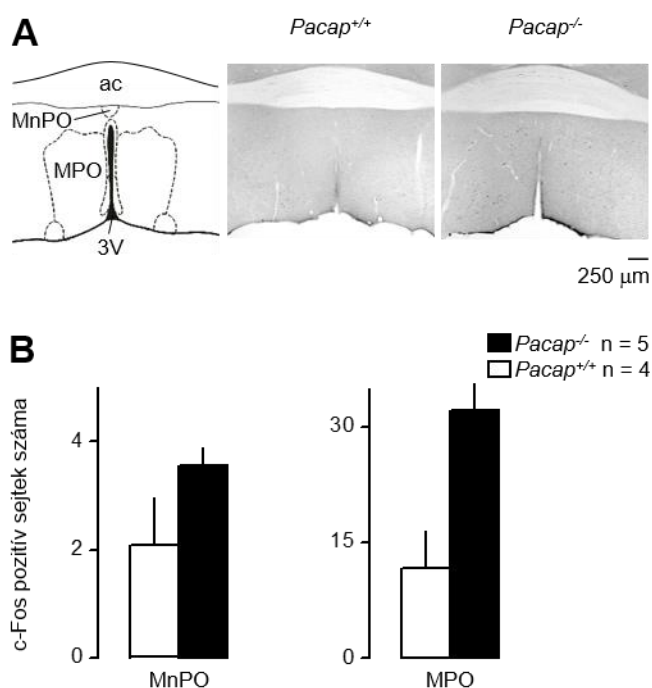 A
Pacap+/+ Pacap-/-
ac
MnPO
MPO
3V
250 μm
B
Pacap-/- n = 5
Pacap+/+ n = 4
c-Fos pozitív sejtek száma
4
2
0
MnPO
30
15
0
MPO